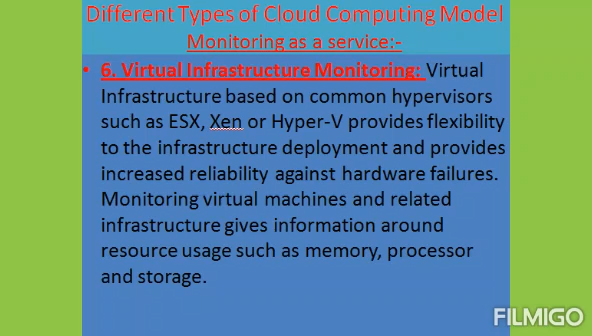 Different Types of Cloud Computing Model
Monitoring as a service:-
• 6. Virtual Infrastructure Monitoring: Virtual
Infrastructure based on common hypervisors
such as ESX, Xen or Hyper-V provides flexibility
to the infrastructure deployment and provides
increased reliability against hardware failures.
Monitoring virtual machines and related
infrastructure gives information around
resource usage such as memory, processor
and storage.
FILMIGO